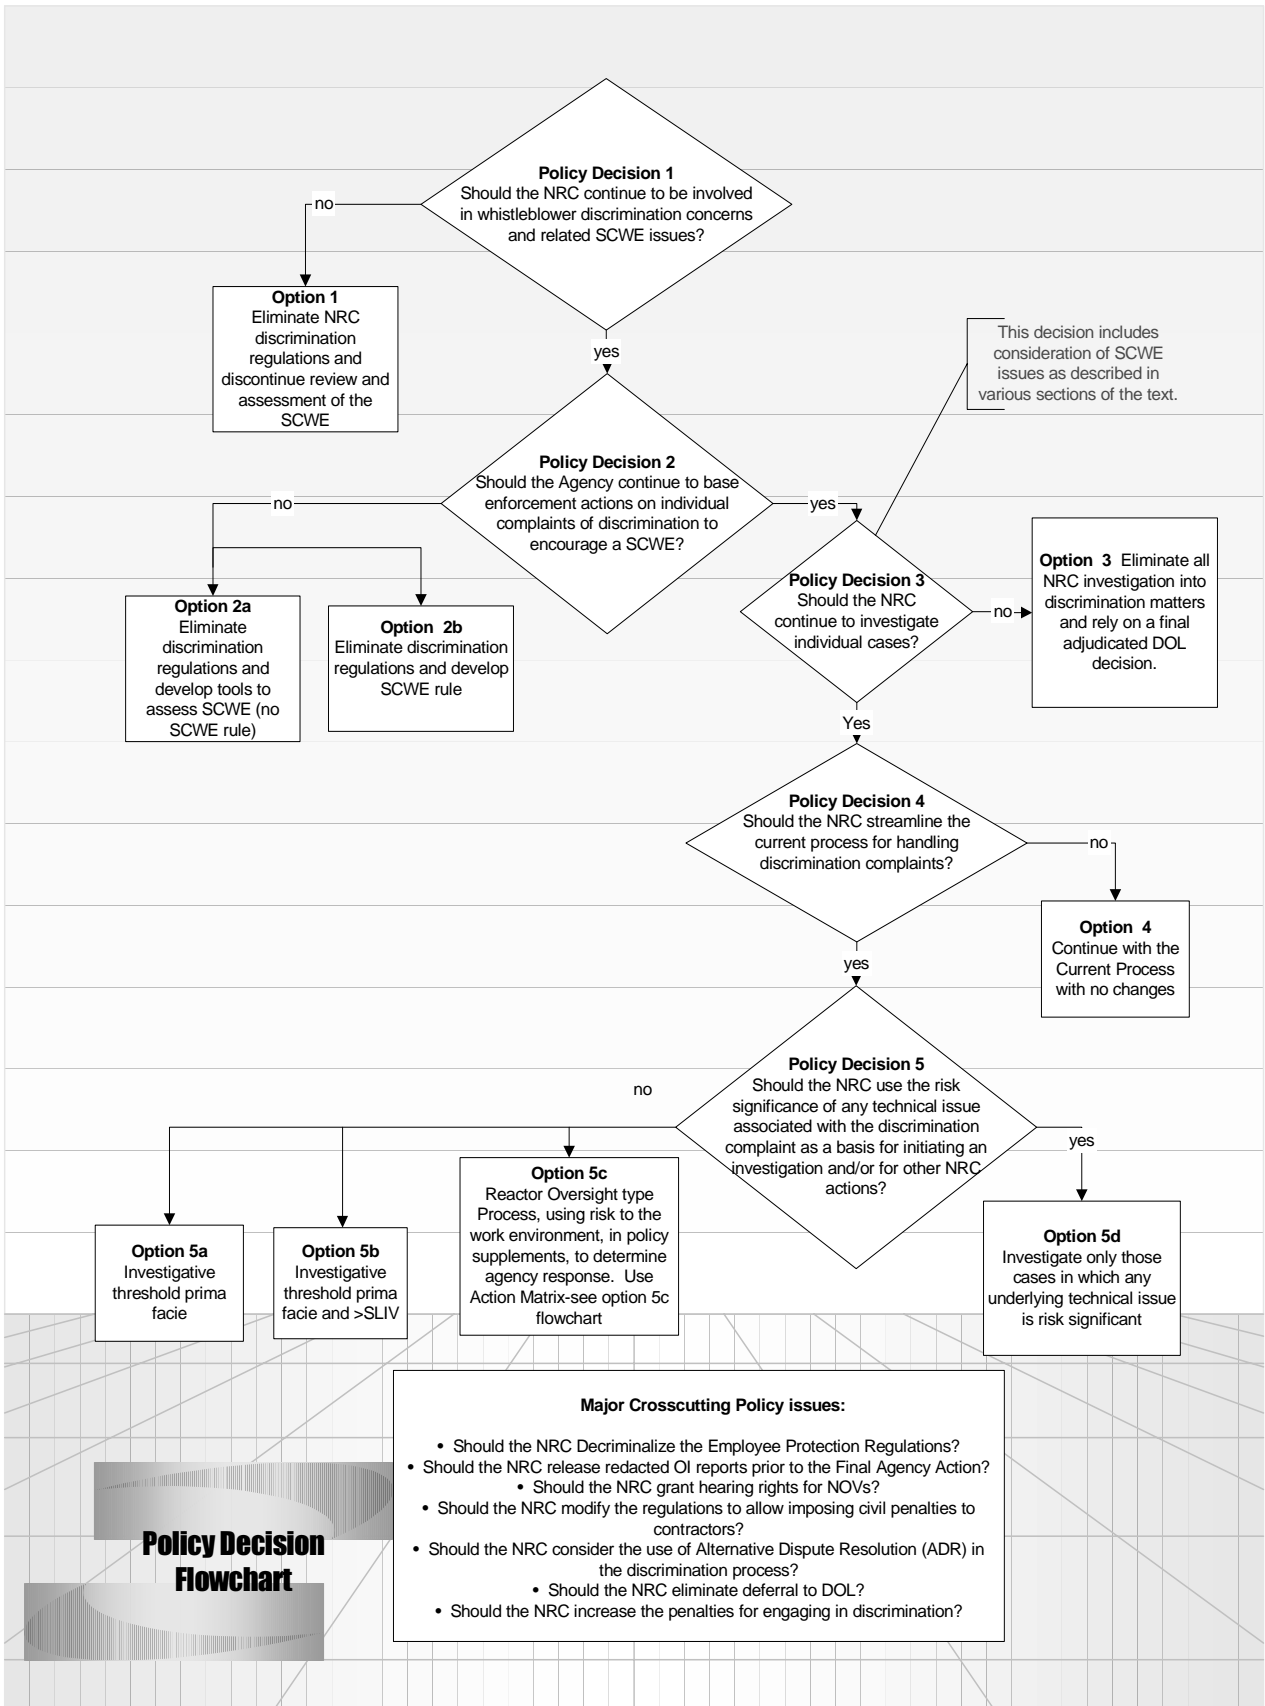 Policy Decision 1
Should the NRC continue to be involved
in whistleblower discrimination concerns
and related SCWE issues?
no
Option 1
Eliminate NRC
discrimination
regulations and
discontinue review and
assessment of the
SCWE
yes
This decision includes
consideration of SCWE
issues as described in
various sections of the text.
Policy Decision 2
Should the Agency continue to base
enforcement actions on individual
complaints of discrimination to
encourage a SCWE?
no
yes
Option 2a
Eliminate
discrimination
regulations and
develop tools to
assess SCWE (no
SCWE rule)
Option 2b
Eliminate discrimination
regulations and develop
SCWE rule
Policy Decision 3
Should the NRC
continue to investigate
individual cases?
no
Option 3 Eliminate all
NRC investigation into
discrimination matters
and rely on a final
adjudicated DOL
decision.
Yes
Policy Decision 4
Should the NRC streamline the
current process for handling
discrimination complaints?
no
Option 4
Continue with the
Current Process
with no changes
yes
Policy Decision 5
Should the NRC use the risk
significance of any technical issue
associated with the discrimination
complaint as a basis for initiating an
investigation and/or for other NRC
actions?
no
yes
Option 5a
Investigative
threshold prima
facie
Option 5b
Investigative
threshold prima
facie and >SLIV
Option 5c
Reactor Oversight type
Process, using risk to the
work environment, in policy
supplements, to determine
agency response. Use
Action Matrix-see option 5c
flowchart
Option 5d
Investigate only those
cases in which any
underlying technical issue
is risk significant
Major Crosscutting Policy issues:
• Should the NRC Decriminalize the Employee Protection Regulations?
• Should the NRC release redacted OI reports prior to the Final Agency Action?
• Should the NRC grant hearing rights for NOVs?
• Should the NRC modify the regulations to allow imposing civil penalties to
contractors?
• Should the NRC consider the use of Alternative Dispute Resolution (ADR) in
the discrimination process?
• Should the NRC eliminate deferral to DOL?
• Should the NRC increase the penalties for engaging in discrimination?
Policy Decision
Flowchart